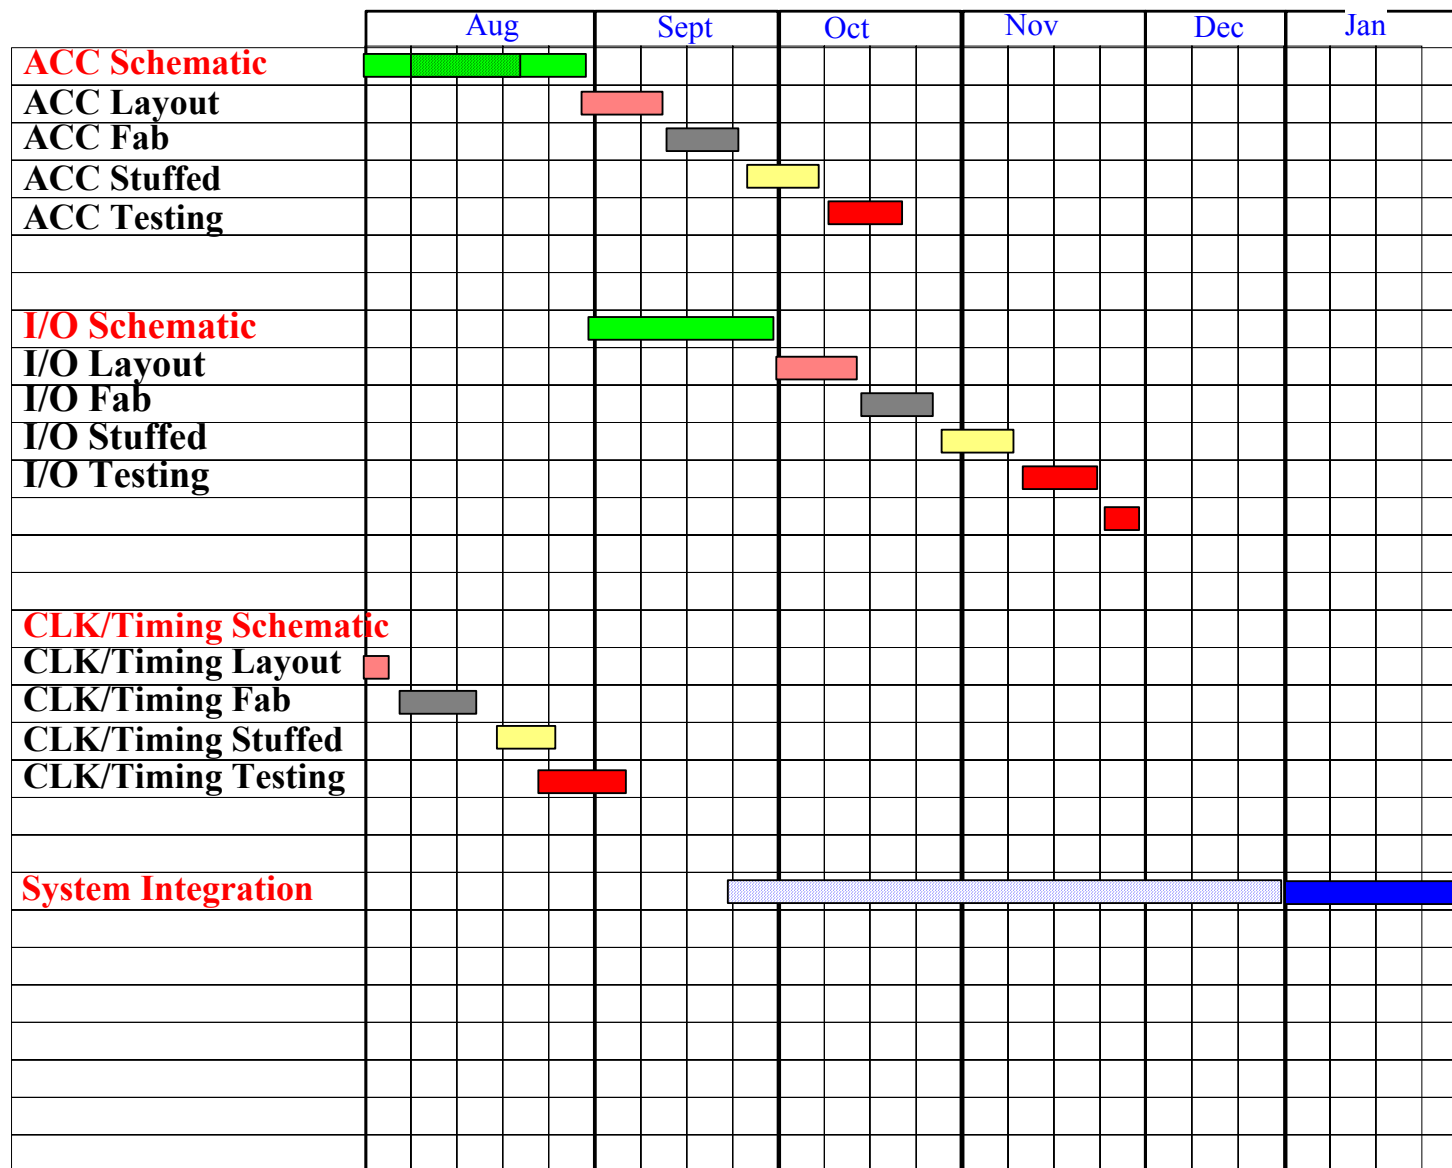 Aug Sept Oct Nov Dec Jan
ACC Schematic
ACC Layout
ACC Fab
ACC Stuffed
ACC Testing
I/O Schematic
I/O Layout
I/O Fab
I/O Stuffed
I/O Testing
CLK/Timing Schematic
CLK/Timing Layout
CLK/Timing Fab
CLK/Timing Stuffed
CLK/Timing Testing
System Integration